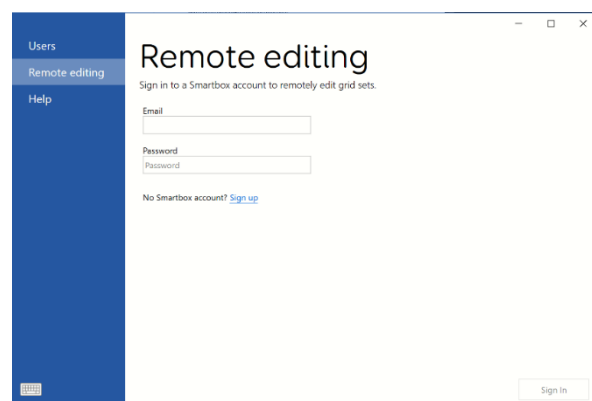 Users
Remote editing
Help
Remote editing
Sign in to a Smartbox account to remotely edit grid sets.
Email
Password
Password
No Smartbox account? Sign up
Sign In